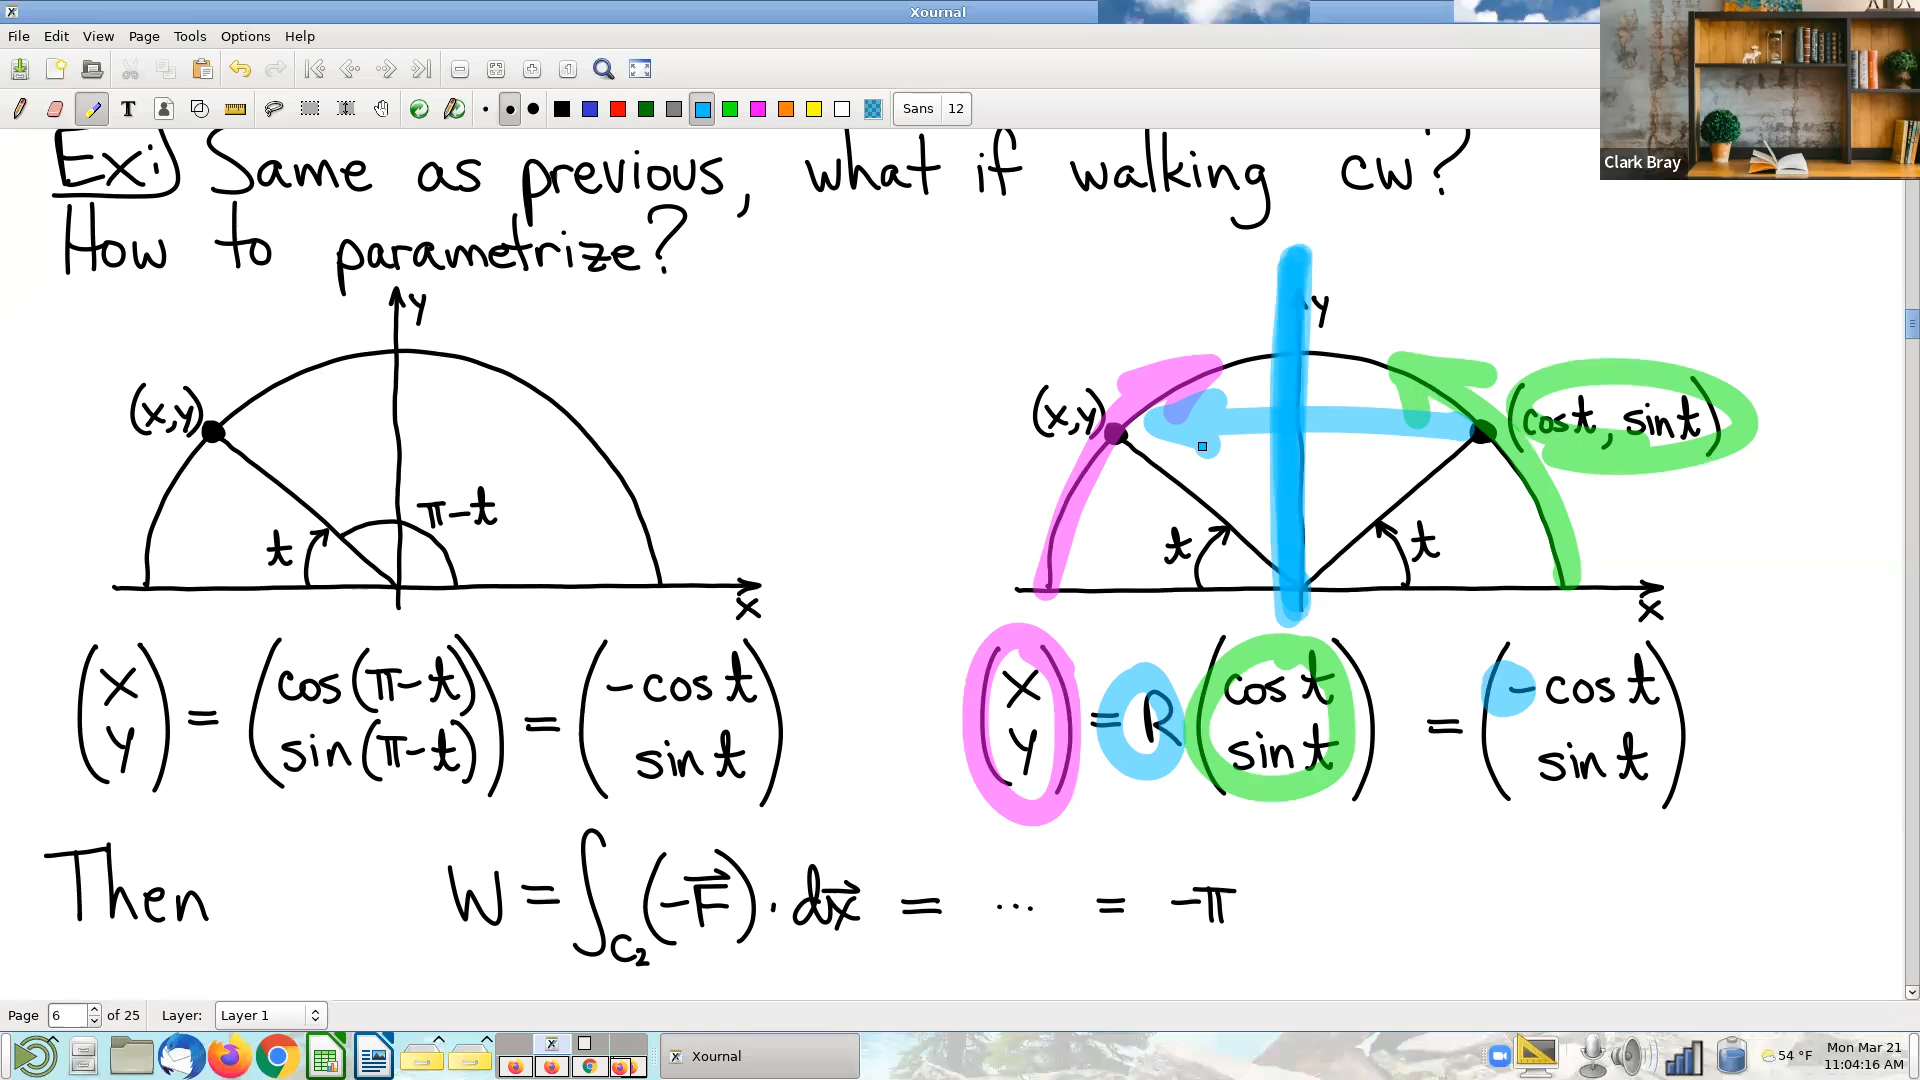 Xournal
File Edit View Page Tools Options Help
Sans 12
Clark Bray
Ex: Same as previous, what if walking cw?
How to parametrize?
y
(x,y)
π-t
t
x
y
(x,y)
(cos t, sin t)
t
t
x
(x y) = (cos(π-t) sin(π-t)) = (-cos t sin t)
(x y) = R (cos t sin t) = (-cos t sin t)
Then W = ∫C₂ (-F⃗) · dx⃗ = ... = -π
Page 6 of 25 Layer: Layer 1
Xournal
54 °F
Mon Mar 21
11:04:16 AM